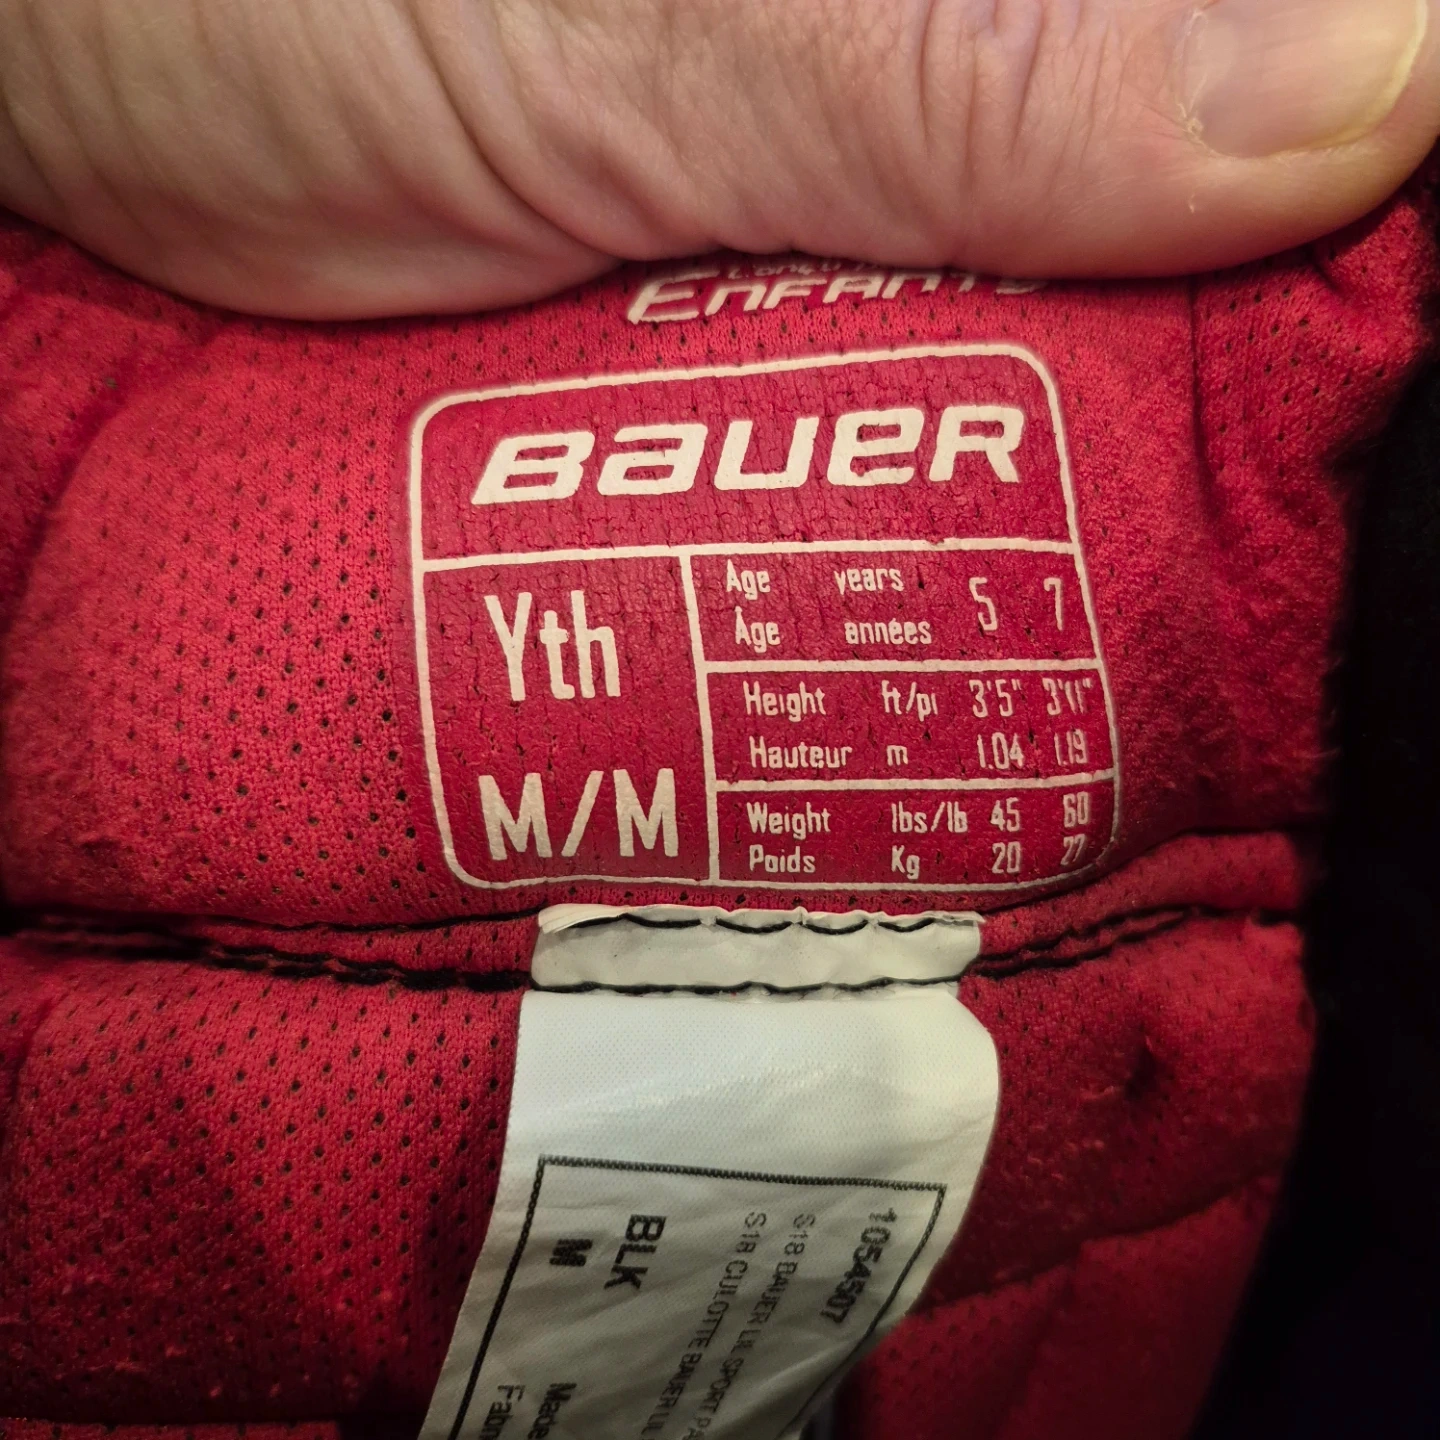 ENFANTS
BAUER
Yth
M/M
Age years 5 7
Âge années
Height ft/pi 3'5" 3'11"
Hauteur m 1.04 1.19
Weight lbs/lb 45 60
Poids Kg 20 27
1054507
S18 BAUER LIL SPORT
S18 CULOTTE BAUER LIL
BLK
M
Made